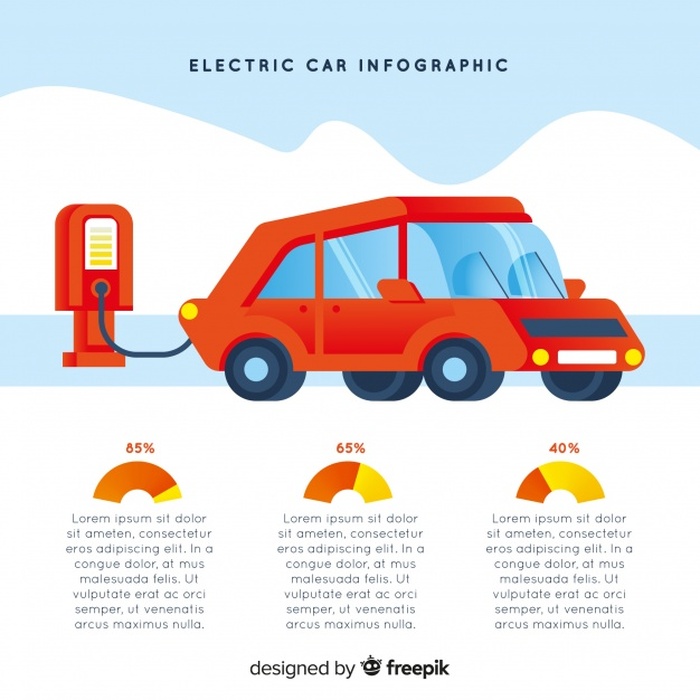 ELECTRIC CAR INFOGRAPHIC
85%
Lorem ipsum sit dolor
sit amten, consectetur
eros adipiscing elit. In a
congue dolor, at mus
malesuada felis. Ut
vulputate erat ac orci
semper, ut venenatis
arcus maximus nulla.
65%
Lorem ipsum sit dolor
sit amten, consectetur
eros adipiscing elit. In a
congue dolor, at mus
malesuada felis. Ut
vulputate erat ac orci
semper, ut venenatis
arcus maximus nulla.
40%
Lorem ipsum sit dolor
sit amten, consectetur
eros adipiscing elit. In a
congue dolor, at mus
malesuada felis. Ut
vulputate erat ac orci
semper, ut venenatis
arcus maximus nulla.
designed by freepik